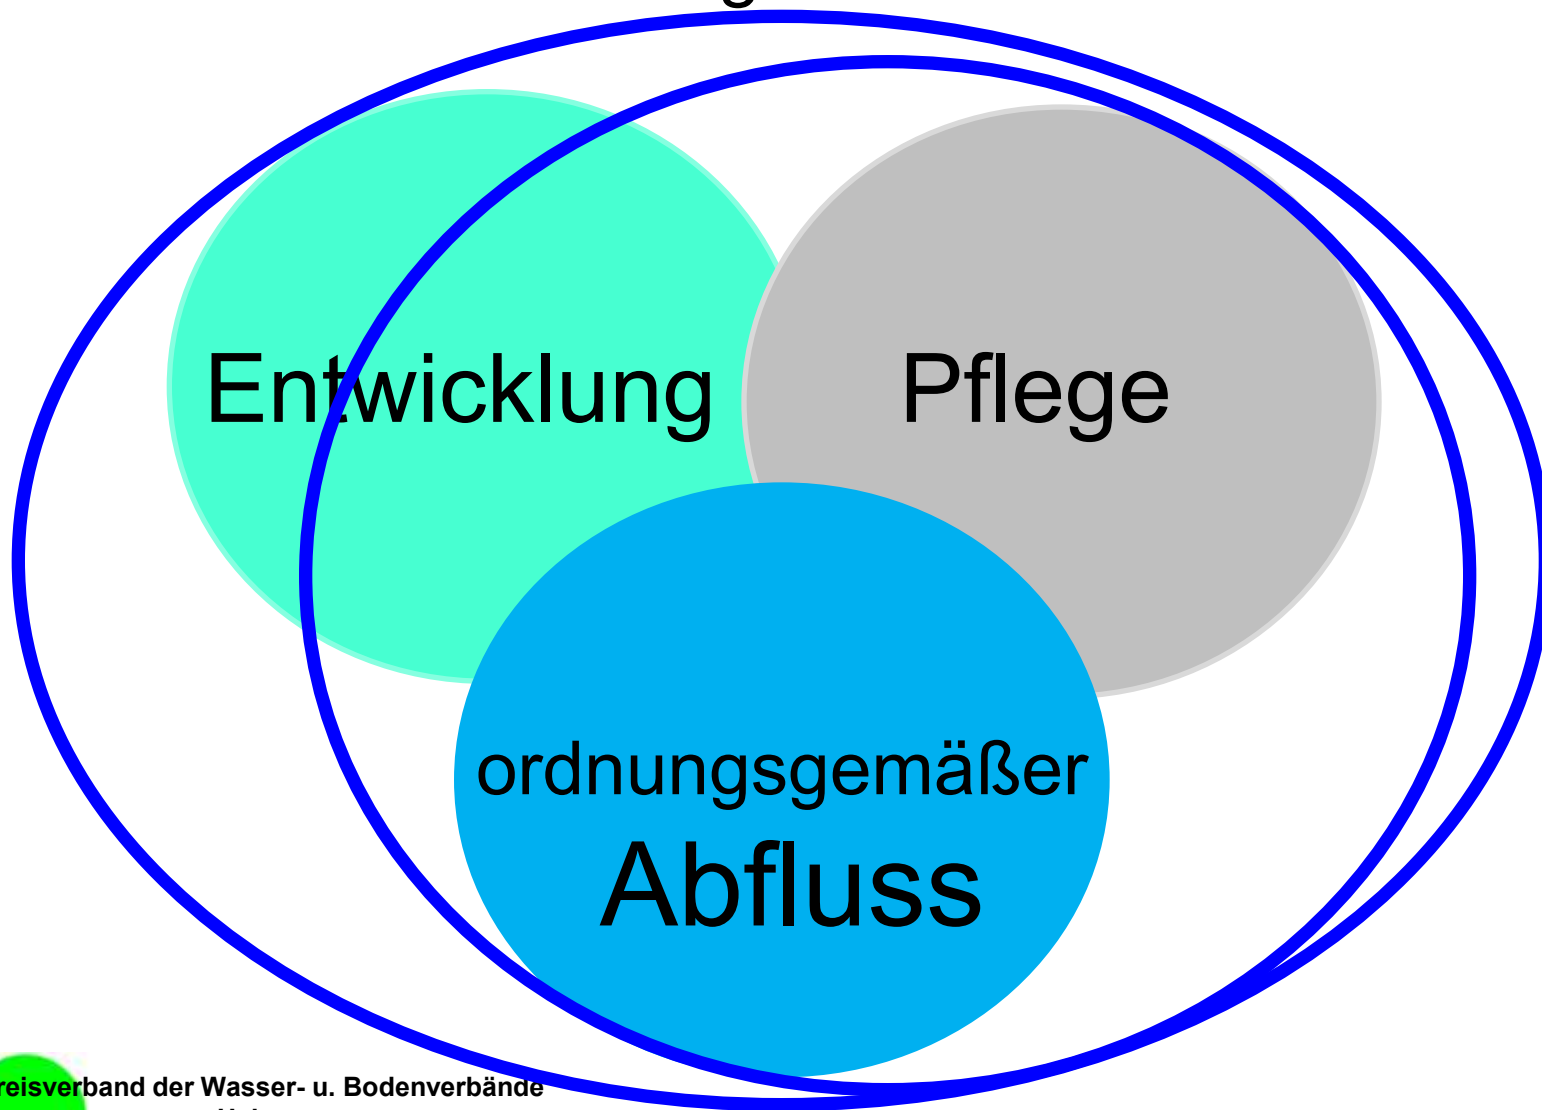 Entwicklung
Pflege
ordnungsgemäßer
Abfluss
reisverband der Wasser- u. Bodenverbände